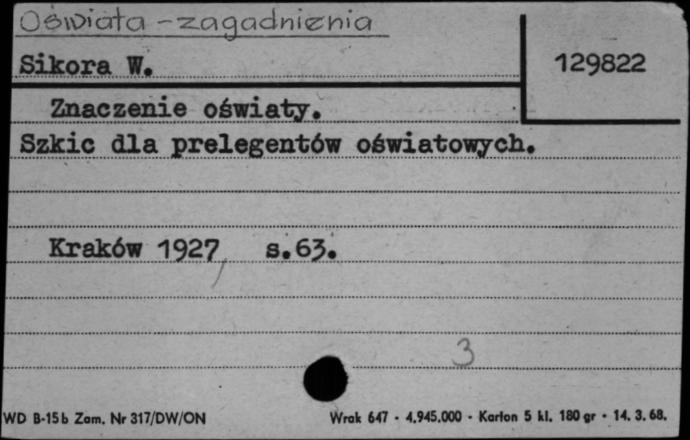 Oświata - zagadnienia
Sikora W.
129822
Znaczenie oświaty.
Szkic dla prelegentów oświatowych.
Kraków 1927, s.63.
3
WD B-15b Zam. Nr 317/DW/ON
Wrak 647 - 4.945.000 - Karton 5 kl. 180 gr - 14. 3. 68.